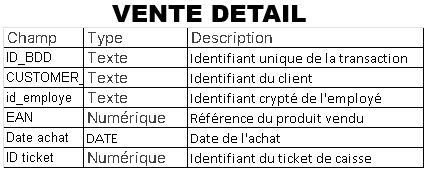 VENTE DETAIL
Champ Type Description
ID_BDD Texte Identifiant unique de la transaction
CUSTOMER_ Texte Identifiant du client
id_employe Texte Identifiant crypté de l'employé
EAN Numérique Référence du produit vendu
Date achat DATE Date de l'achat
ID ticket Numérique Identifiant du ticket de caisse